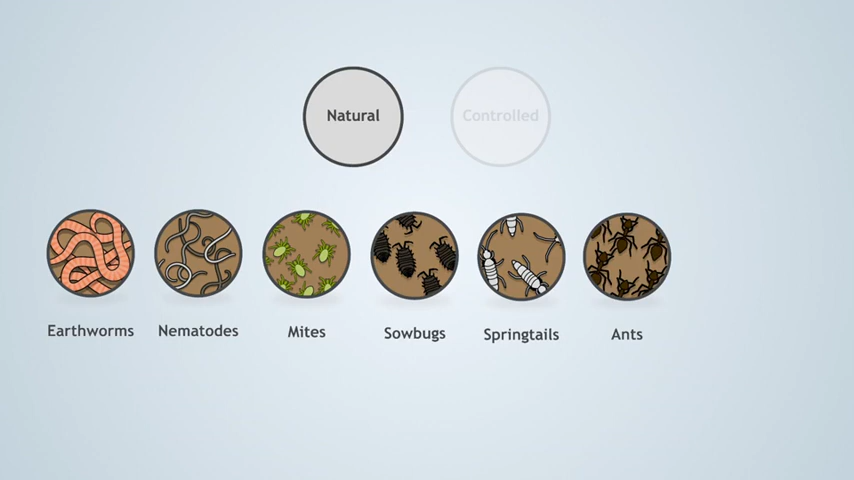 Natural
Controlled
Earthworms
Nematodes
Mites
Sowbugs
Springtails
Ants